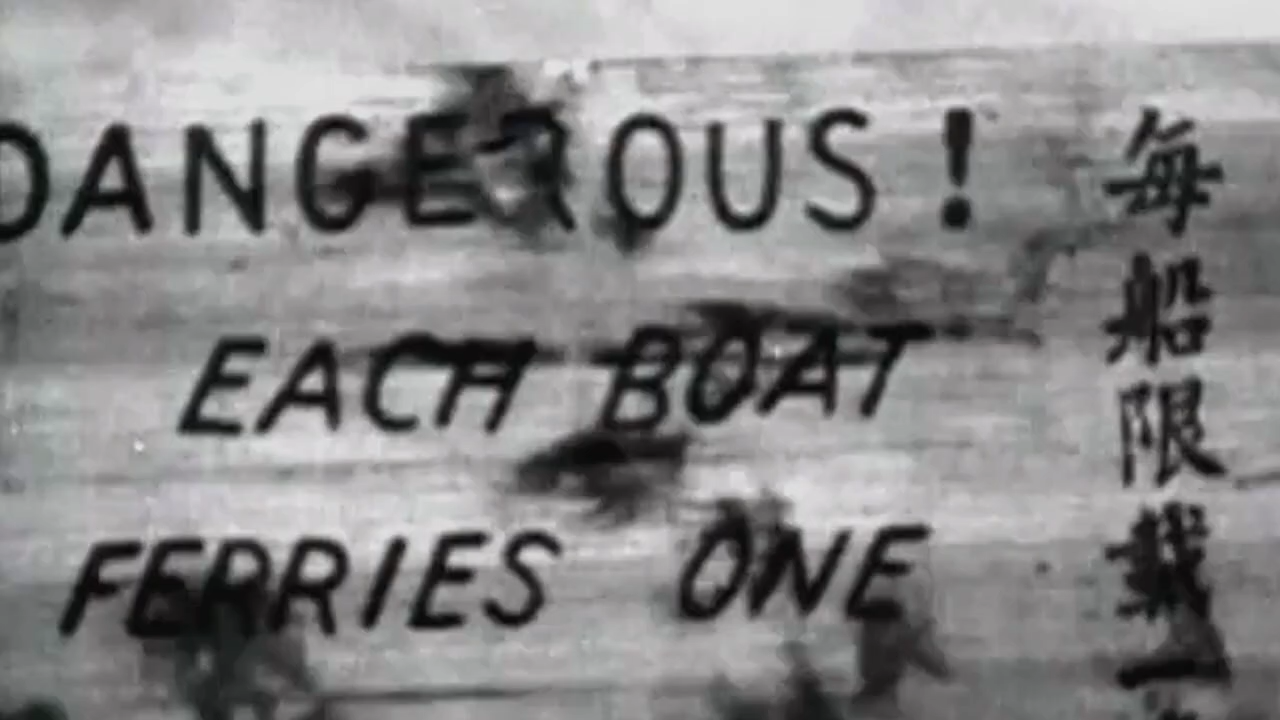 DANGEROUS!
EACH BOAT
FERRIES ONE
每船限載一